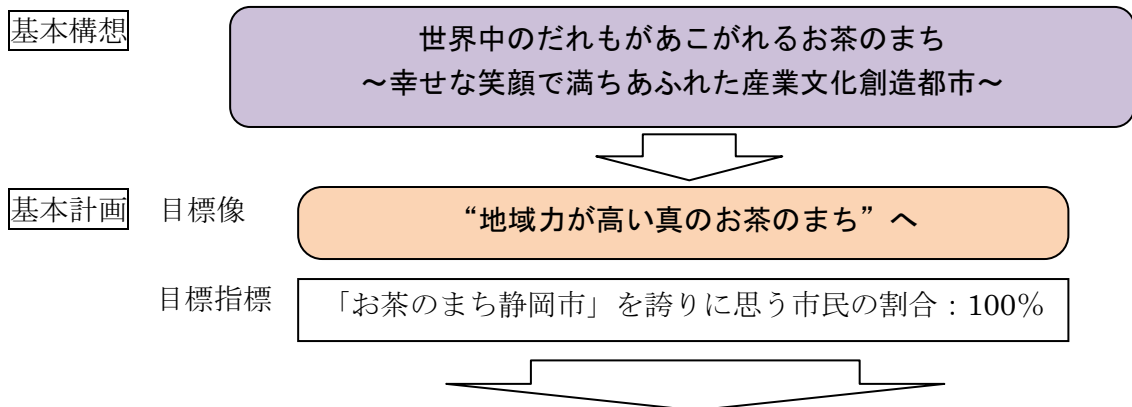 基本構想
世界中のだれもがあこがれるお茶のまち
～幸せな笑顔で満ちあふれた産業文化創造都市～
基本計画 目標像
“地域力が高い真のお茶のまち”へ
目標指標
「お茶のまち静岡市」を誇りに思う市民の割合：100％